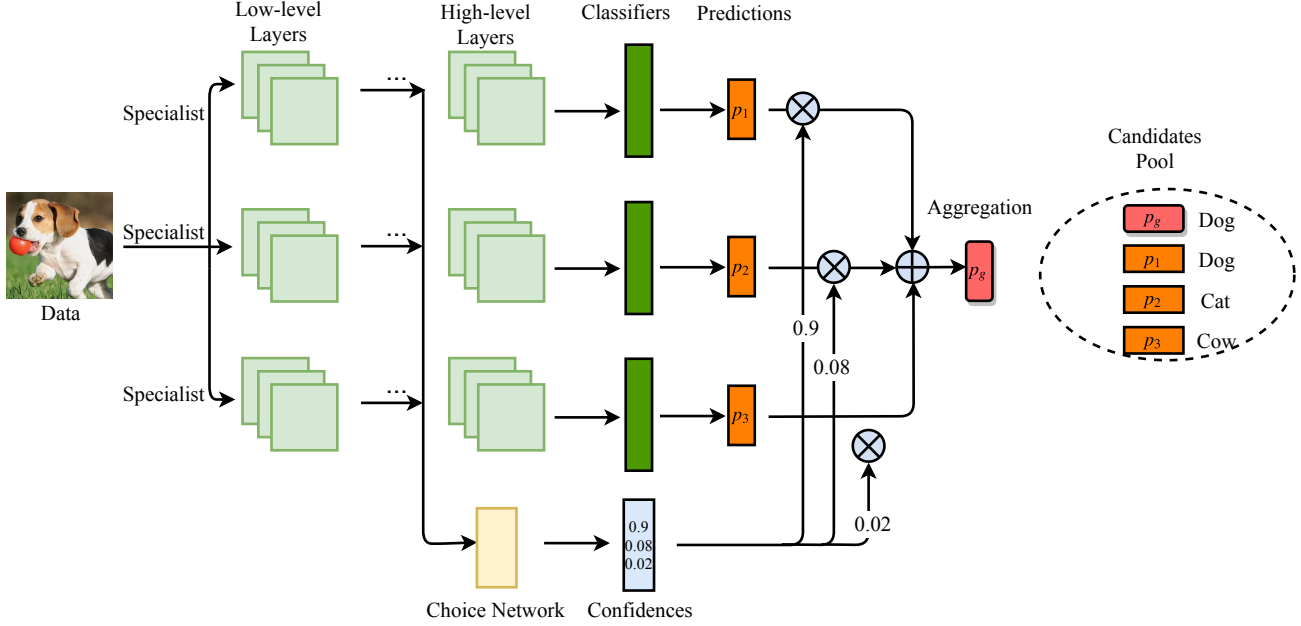 Low-level
Layers
High-level
Layers
Classifiers
Predictions
...
...
...
Specialist
Specialist
Specialist
Data
p1
p2
p3
0.9
0.08
0.02
Aggregation
pg
Choice Network
0.9
0.08
0.02
Confidences
Candidates
Pool
pg Dog
p1 Dog
p2 Cat
p3 Cow